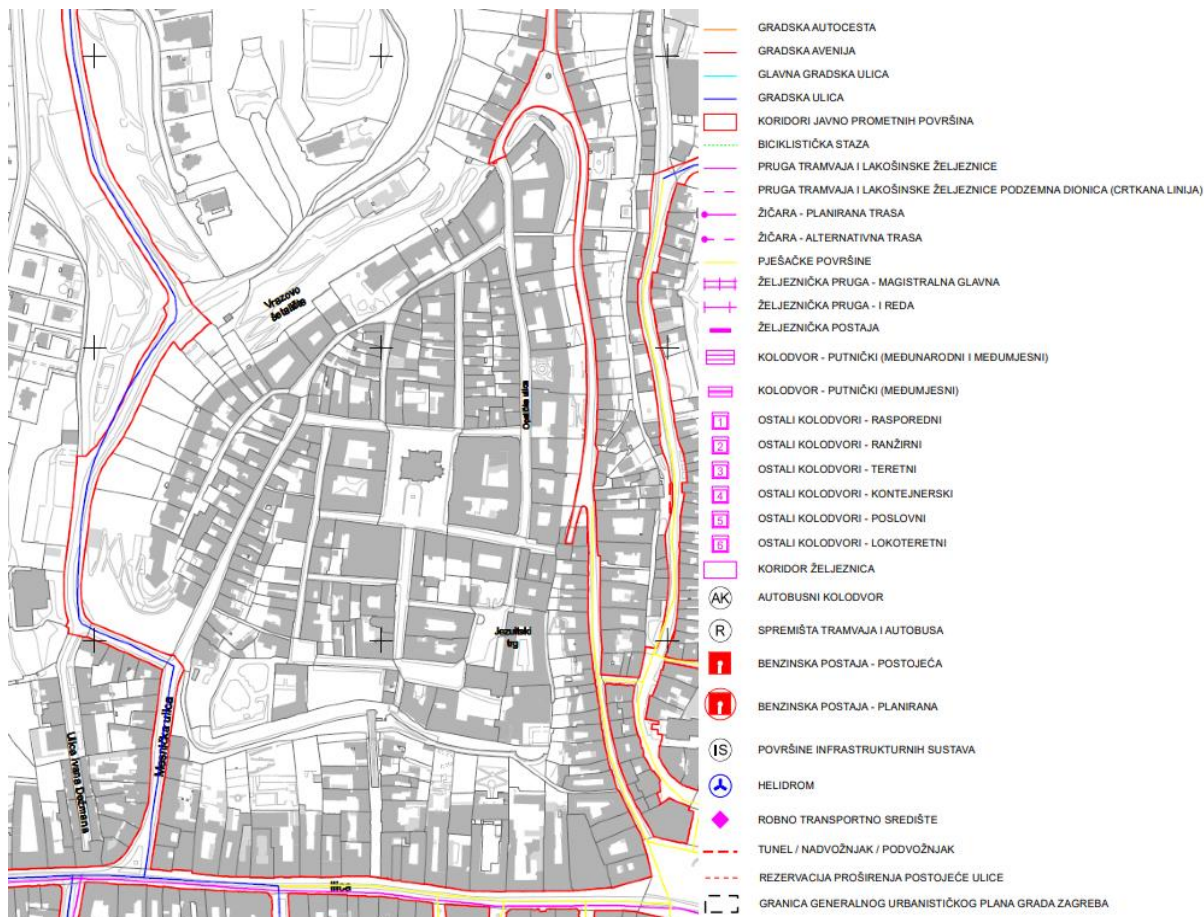 Vrazovo
šetalište
Opatička ulica
Jezuitski
trg
Mesnička ulica
Ulica Ivana Dežmana
GRADSKA AUTOCESTA
GRADSKA AVENIJA
GLAVNA GRADSKA ULICA
GRADSKA ULICA
KORIDORI JAVNO PROMETNIH POVRŠINA
BICIKLISTIČKA STAZA
PRUGA TRAMVAJA I LAKOŠINSKE ŽELJEZNICE
PRUGA TRAMVAJA I LAKOŠINSKE ŽELJEZNICE PODZEMNA DIONICA (CRTKANA LINIJA)
ŽIČARA - PLANIRANA TRASA
ŽIČARA - ALTERNATIVNA TRASA
PJEŠAČKE POVRŠINE
ŽELJEZNIČKA PRUGA - MAGISTRALNA GLAVNA
ŽELJEZNIČKA PRUGA - I REDA
ŽELJEZNIČKA POSTAJA
KOLODVOR - PUTNIČKI (MEĐUNARODNI I MEĐUMJESNI)
KOLODVOR - PUTNIČKI (MEĐUMJESNI)
1 OSTALI KOLODVORI - RASPOREDNI
2 OSTALI KOLODVORI - RANŽIRNI
3 OSTALI KOLODVORI - TERETNI
4 OSTALI KOLODVORI - KONTEJNERSKI
5 OSTALI KOLODVORI - POSLOVNI
6 OSTALI KOLODVORI - LOKOTERETNI
KORIDOR ŽELJEZNICA
AK AUTOBUSNI KOLODVOR
R SPREMIŠTA TRAMVAJA I AUTOBUSA
BENZINSKA POSTAJA - POSTOJEĆA
BENZINSKA POSTAJA - PLANIRANA
IS POVRŠINE INFRASTRUKTURNIH SUSTAVA
HELIDROM
ROBNO TRANSPORTNO SREDIŠTE
TUNEL / NADVOŽNJAK / PODVOŽNJAK
REZERVACIJA PROŠIRENJA POSTOJEĆE ULICE
GRANICA GENERALNOG URBANISTIČKOG PLANA GRADA ZAGREBA